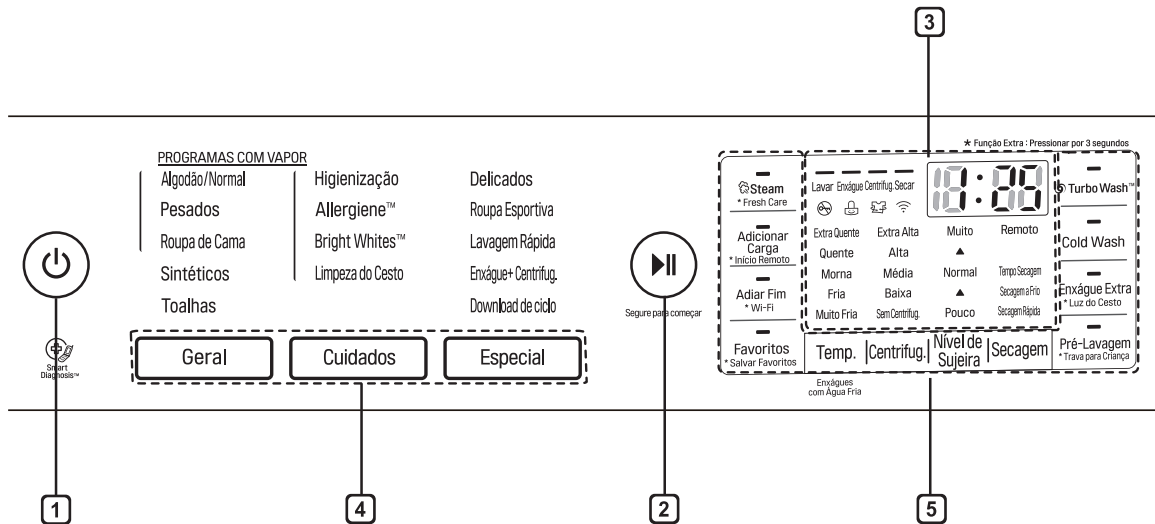 3
* Função Extra : Pressionar por 3 segundos
PROGRAMAS COM VAPOR
Algodão/Normal
Pesados
Roupa de Cama
Sintéticos
Toalhas
Higienização
Allergiene™
Bright Whites™
Limpeza do Cesto
Delicados
Roupa Esportiva
Lavagem Rápida
Enxágue+ Centrifug.
Download de ciclo
Geral
Cuidados
Especial
Smart
Diagnosis™
Segure para começar
Steam
* Fresh Care
Adicionar
Carga
* Início Remoto
Adiar Fim
* Wi-Fi
Favoritos
* Salvar Favoritos
Lavar Enxágue Centrifug. Secar
1:25
Extra Quente
Quente
Morna
Fria
Muito Fria
Extra Alta
Alta
Média
Baixa
Sem Centrifug.
Muito
Normal
Pouco
Remoto
Tempo Secagem
Secagem a Frio
Secagem Rápida
Temp.
Centrifug.
Nível de
Sujeira
Secagem
Enxágues
com Água Fria
Turbo Wash™
Cold Wash
Enxágue Extra
* Luz do Cesto
Pré-Lavagem
* Trava para Criança
1
4
2
5